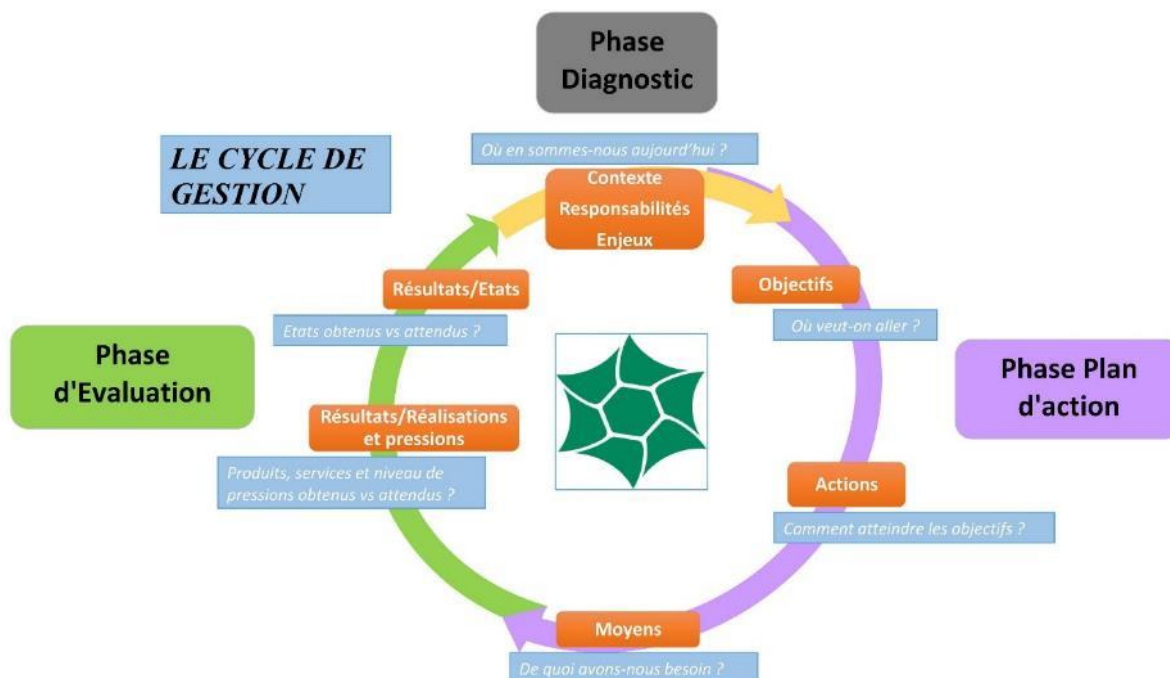 Phase
Diagnostic
LE CYCLE DE
GESTION
Où en sommes-nous aujourd'hui ?
Contexte
Responsabilités
Enjeux
Objectifs
Où veut-on aller ?
Phase Plan
d'action
Actions
Comment atteindre les objectifs ?
Moyens
De quoi avons-nous besoin ?
Résultats/Réalisations
et pressions
Produits, services et niveau de
pressions obtenus vs attendus ?
Résultats/Etats
Etats obtenus vs attendus ?
Phase
d'Evaluation